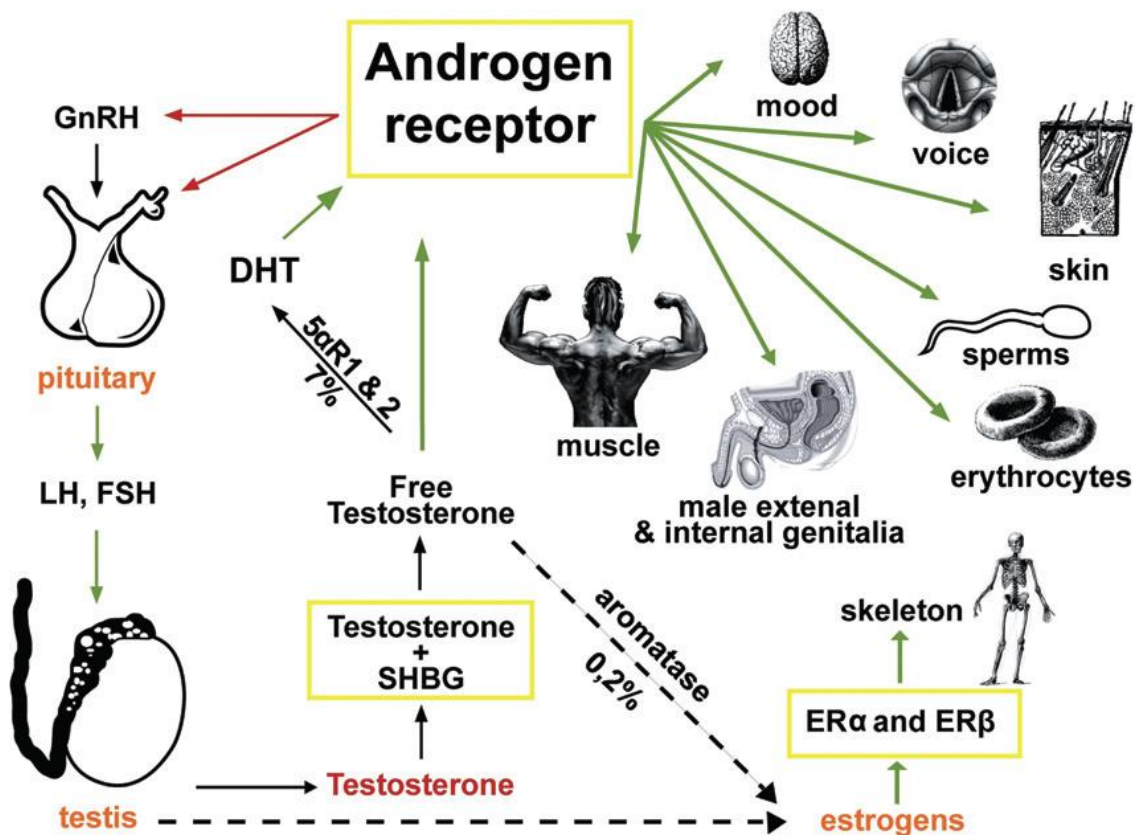 Androgen
receptor
GnRH
mood
voice
skin
DHT
5αR1 & 2
7%
sperms
pituitary
muscle
erythrocytes
LH, FSH
Free
Testosterone
male extenal
& internal genitalia
aromatase
0,2%
skeleton
Testosterone
+
SHBG
ERα and ERβ
Testosterone
testis
estrogens